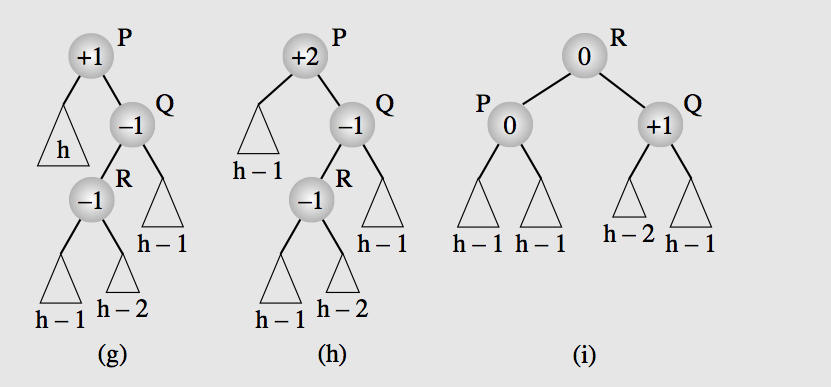 P
+1
Q
h
–1
R
–1
h – 1
h – 1
h – 2
(g)
P
+2
Q
–1
h – 1
R
–1
h – 1
h – 1
h – 2
(h)
R
0
P
Q
0
+1
h – 1
h – 1
h – 2
h – 1
(i)